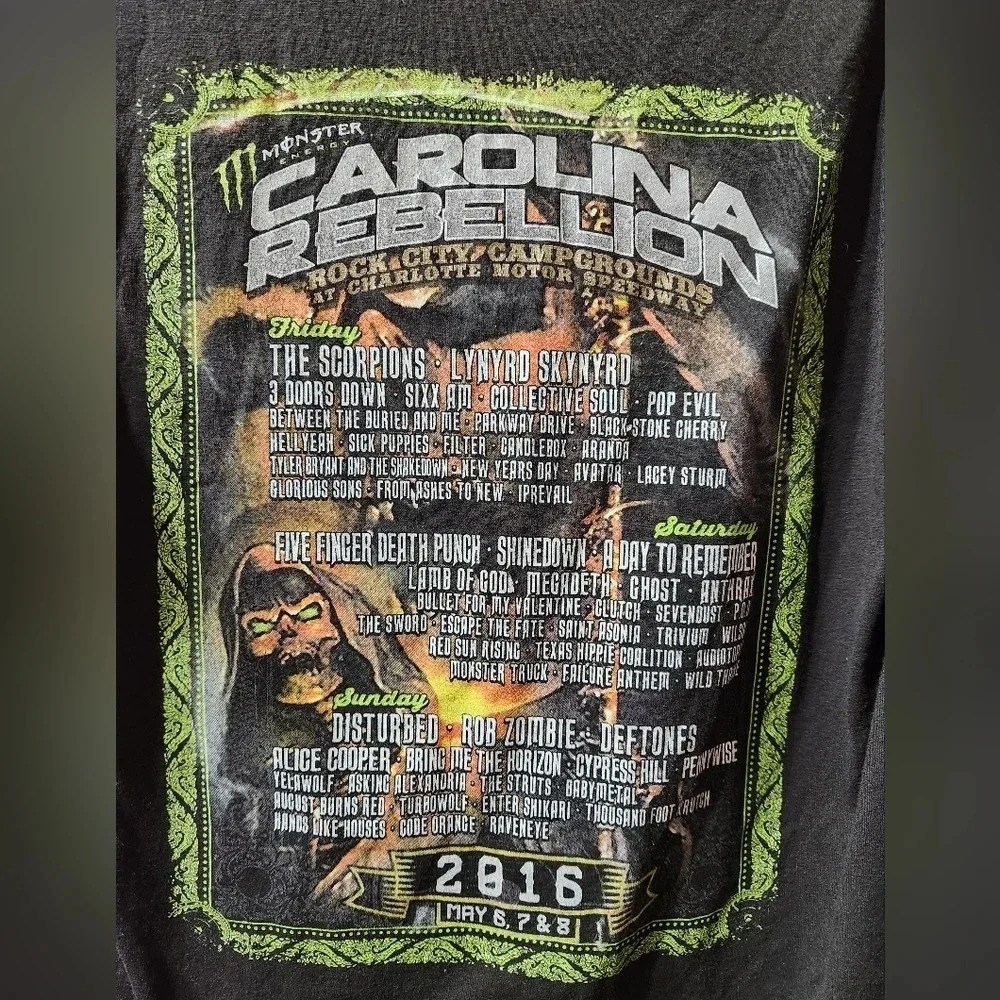 MONSTER
ENERGY
CAROLINA
REBELLION
ROCK CITY CAMPGROUNDS
AT CHARLOTTE MOTOR SPEEDWAY
Friday
THE SCORPIONS · LYNYRD SKYNYRD
3 DOORS DOWN · SIXX AM · COLLECTIVE SOUL · POP EVIL
BETWEEN THE BURIED AND ME · PARKWAY DRIVE · BLACK STONE CHERRY
HELLYEAH · SICK PUPPIES · FILTER · CANDLEBOX · ARANDA
TYLER BRYANT AND THE SHAKEDOWN · NEW YEARS DAY · AVATAR · LACEY STURM
GLORIOUS SONS · FROM ASHES TO NEW · IPREVAIL
Saturday
FIVE FINGER DEATH PUNCH · SHINEDOWN · A DAY TO REMEMBER
LAMB OF GOD · MEGADETH · GHOST · ANTHRAX
BULLET FOR MY VALENTINE · CLUTCH · SEVENDUST · P.O.D
THE SWORD · ESCAPE THE FATE · SAINT ASONIA · TRIVIUM ·
RED SUN RISING · TEXAS HIPPIE COALITION ·
MONSTER TRUCK · FAILURE ANTHEM · WILD
Sunday
DISTURBED · ROB ZOMBIE · DEFTONES
ALICE COOPER · BRING ME THE HORIZON · CYPRESS HILL · PENNYWISE
YELAWOLF · ASKING ALEXANDRIA · THE STRUTS · BABYMETAL
AUGUST BURNS RED · TURBOWOLF · ENTER SHIKARI · THOUSAND FOOT KRUTCH
HANDS LIKE HOUSES · CODE ORANGE · RAVENEYE
2016
MAY 6, 7 & 8